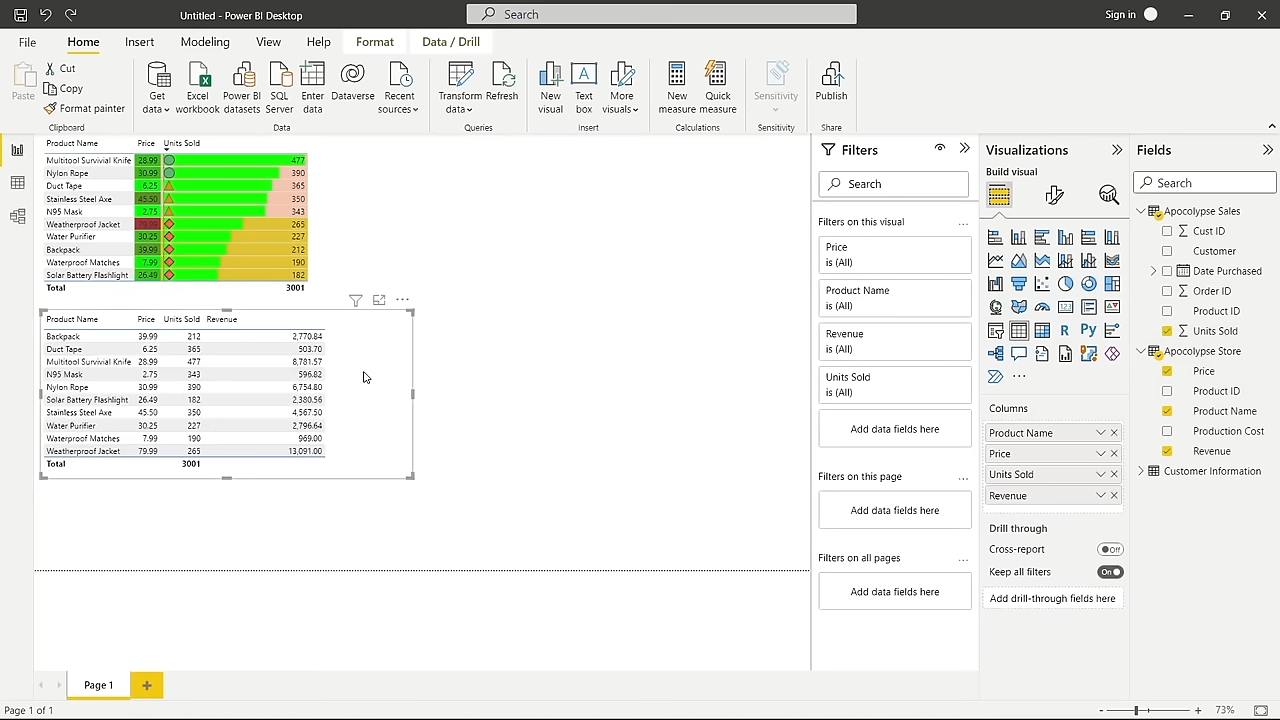 Untitled - Power BI Desktop
Search
Sign in
File
Home
Insert
Modeling
View
Help
Format
Data / Drill
Paste
Cut
Copy
Format painter
Clipboard
Get data
Excel workbook
Power BI datasets
SQL Server
Enter data
Dataverse
Recent sources
Data
Transform data
Refresh
Queries
New visual
Text box
More visuals
Insert
New measure
Quick measure
Calculations
Sensitivity
Sensitivity
Publish
Share
Product Name Price Units Sold
Multitool Survivial Knife 28.99 477
Nylon Rope 30.99 390
Duct Tape 6.25 365
Stainless Steel Axe 45.50 350
N95 Mask 2.75 343
Weatherproof Jacket 265
Water Purifier 30.25 227
Backpack 39.99 212
Waterproof Matches 7.99 190
Solar Battery Flashlight 26.49 182
Total 3001
Product Name Price Units Sold Revenue
Backpack 39.99 212 2,770.84
Duct Tape 6.25 365 503.70
Multitool Survivial Knife 28.99 477 8,781.57
N95 Mask 2.75 343 596.82
Nylon Rope 30.99 390 6,754.80
Solar Battery Flashlight 26.49 182 2,380.56
Stainless Steel Axe 45.50 350 4,567.50
Water Purifier 30.25 227 2,796.64
Waterproof Matches 7.99 190 969.00
Weatherproof Jacket 79.99 265 13,091.00
Total 3001
Filters
Search
Filters on this visual
Price
is (All)
Product Name
is (All)
Revenue
is (All)
Units Sold
is (All)
Add data fields here
Filters on this page
Add data fields here
Filters on all pages
Add data fields here
Visualizations
Build visual
R
Py
Columns
Product Name
Price
Units Sold
Revenue
Drill through
Cross-report Off
Keep all filters On
Add drill-through fields here
Fields
Search
Apocolypse Sales
Cust ID
Customer
Date Purchased
Order ID
Product ID
Units Sold
Apocolypse Store
Price
Product ID
Product Name
Production Cost
Revenue
Customer Information
Page 1
Page 1 of 1
73%